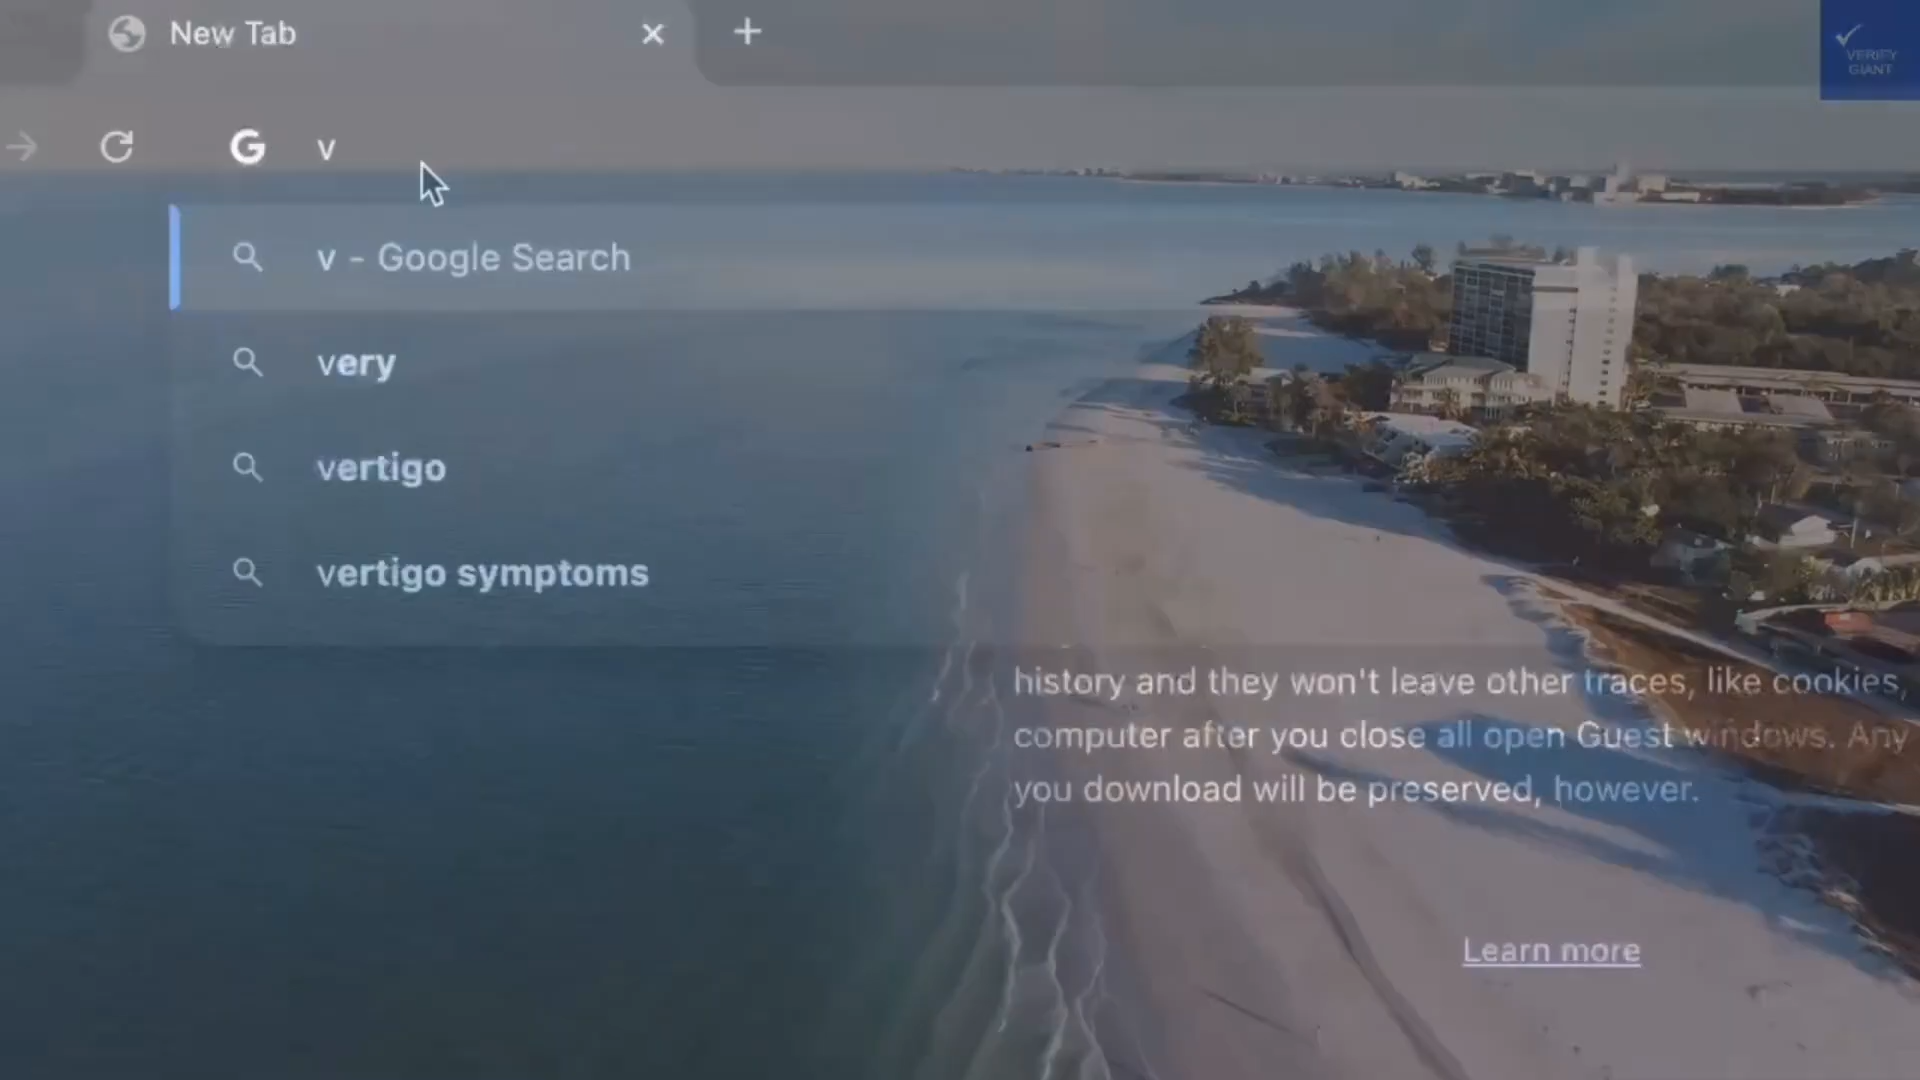 New Tab
VERIFY
GIANT
G v
v - Google Search
very
vertigo
vertigo symptoms
history and they won't leave other traces, like cookies,
computer after you close all open Guest windows. Any
you download will be preserved, however.
Learn more